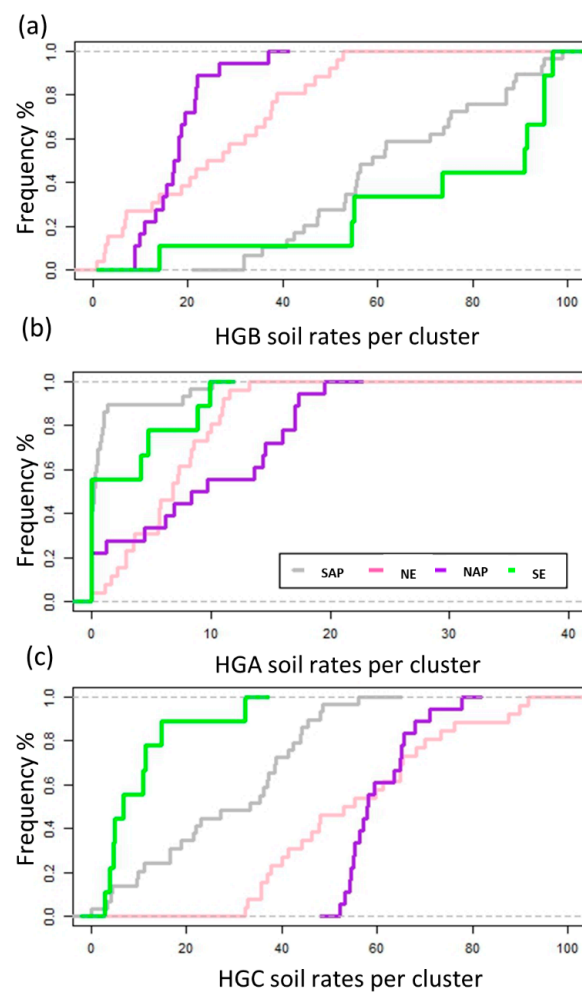 (a)
Frequency %
1.0
0.8
0.6
0.4
0.2
0.0
0 20 40 60 80 100
HGB soil rates per cluster
(b)
Frequency %
1.0
0.8
0.6
0.4
0.2
0.0
SAP NE NAP SE
0 10 20 30 40
HGA soil rates per cluster
(c)
Frequency %
1.0
0.8
0.6
0.4
0.2
0.0
0 20 40 60 80 100
HGC soil rates per cluster